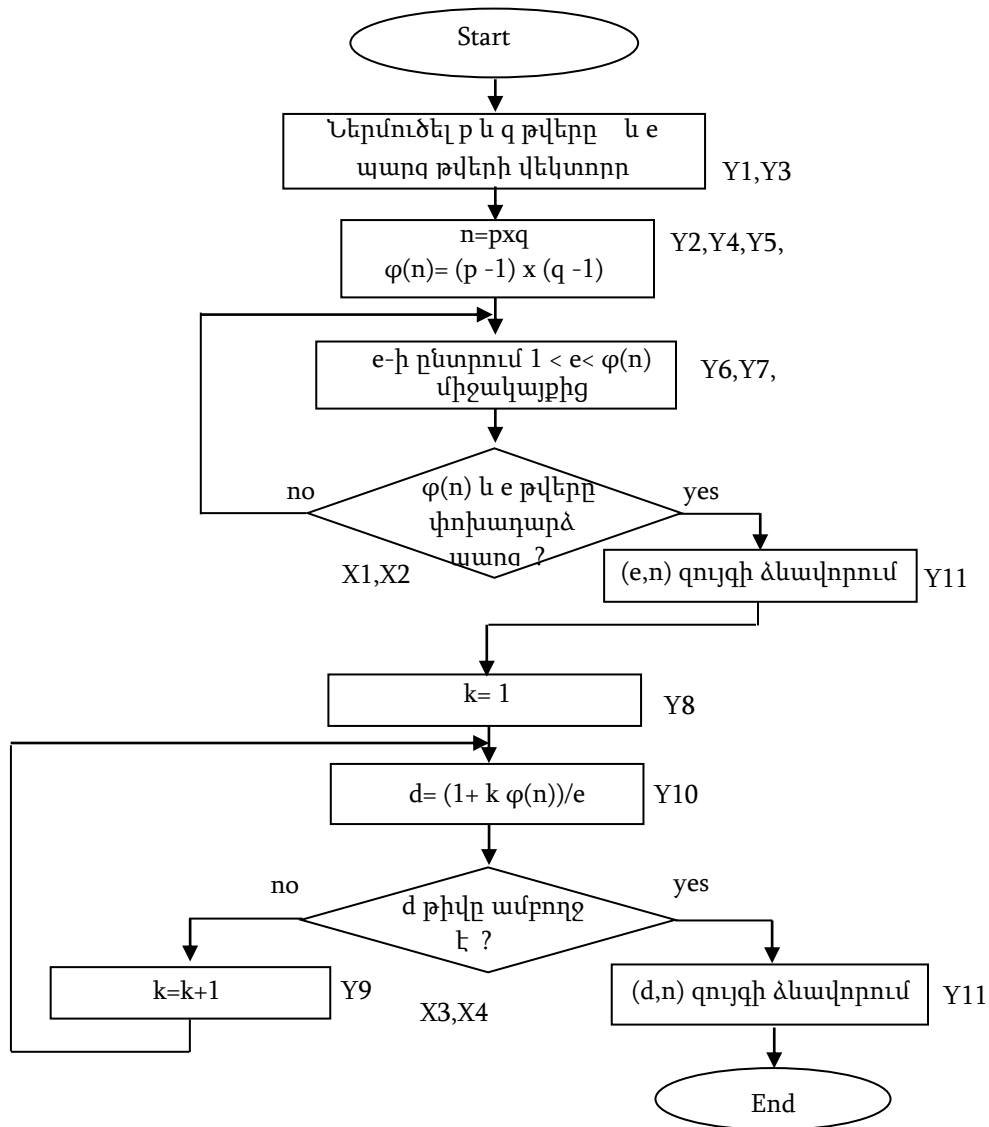 Start
Ներմուծել p և q թվերը և e
պարզ թվերի վեկտորը
Y1,Y3
n=pxq
φ(n)= (p -1) x (q -1)
Y2,Y4,Y5,
e-ի ընտրում 1 < e< φ(n)
միջակայքից
Y6,Y7,
no
φ(n) և e թվերը
փոխադարձ
պարզ ?
yes
X1,X2
(e,n) զույգի ձևավորում
Y11
k= 1
Y8
d= (1+ k φ(n))/e
Y10
no
d թիվը ամբողջ
է ?
yes
k=k+1
Y9
X3,X4
(d,n) զույգի ձևավորում
Y11
End